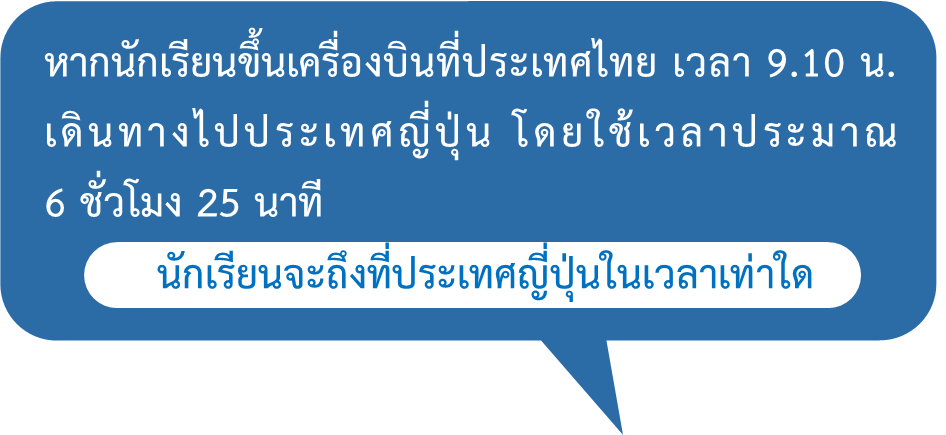 หากนักเรียนขึ้นเครื่องบินที่ประเทศไทย เวลา 9.10 น.
เดินทางไปประเทศญี่ปุ่น โดยใช้เวลาประมาณ
6 ชั่วโมง 25 นาที
นักเรียนจะถึงที่ประเทศญี่ปุ่นในเวลาเท่าใด